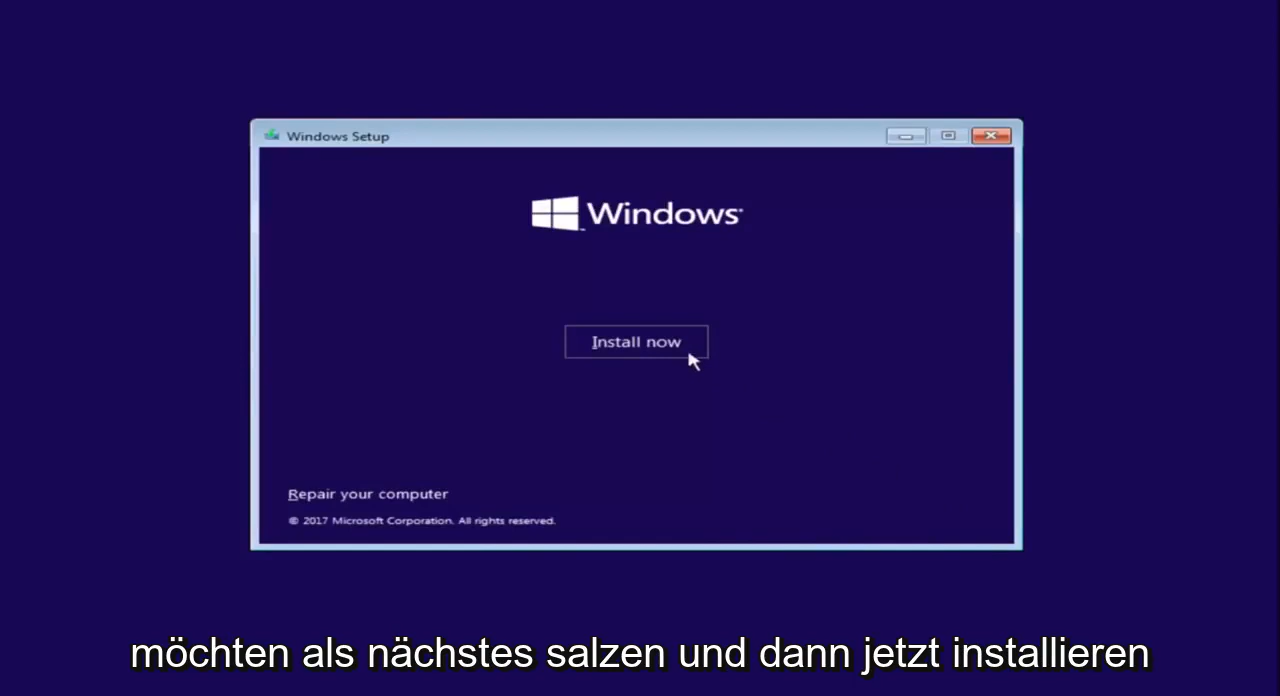 Windows Setup
Windows
Install now
Repair your computer
© 2017 Microsoft Corporation. All rights reserved.
möchten als nächstes salzen und dann jetzt installieren